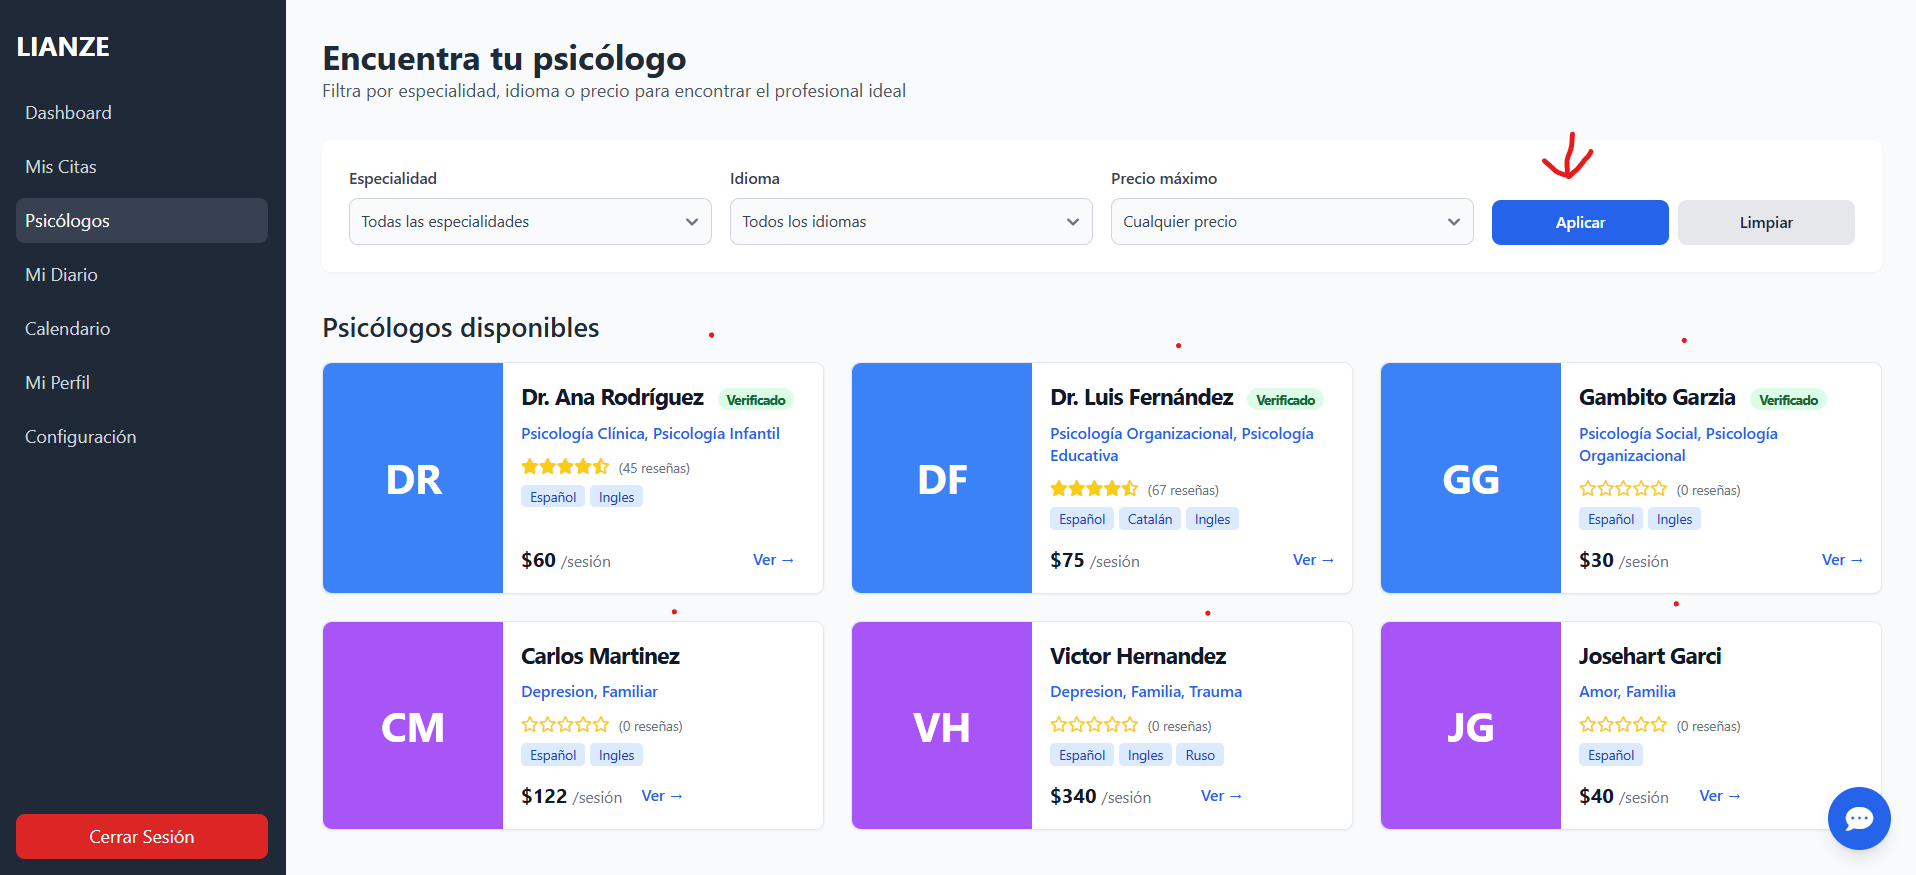 LIANZE
Dashboard
Mis Citas
Psicólogos
Mi Diario
Calendario
Mi Perfil
Configuración
Cerrar Sesión
Encuentra tu psicólogo
Filtra por especialidad, idioma o precio para encontrar el profesional ideal
Especialidad
Todas las especialidades
Idioma
Todos los idiomas
Precio máximo
Cualquier precio
Aplicar
Limpiar
Psicólogos disponibles
DR
Dr. Ana Rodríguez Verificado
Psicología Clínica, Psicología Infantil
(45 reseñas)
Español Ingles
$60 /sesión Ver →
DF
Dr. Luis Fernández Verificado
Psicología Organizacional, Psicología
Educativa
(67 reseñas)
Español Catalán Ingles
$75 /sesión Ver →
GG
Gambito Garzia Verificado
Psicología Social, Psicología
Organizacional
(0 reseñas)
Español Ingles
$30 /sesión Ver →
CM
Carlos Martinez
Depresion, Familiar
(0 reseñas)
Español Ingles
$122 /sesión Ver →
VH
Victor Hernandez
Depresion, Familia, Trauma
(0 reseñas)
Español Ingles Ruso
$340 /sesión Ver →
JG
Josehart Garci
Amor, Familia
(0 reseñas)
Español
$40 /sesión Ver →